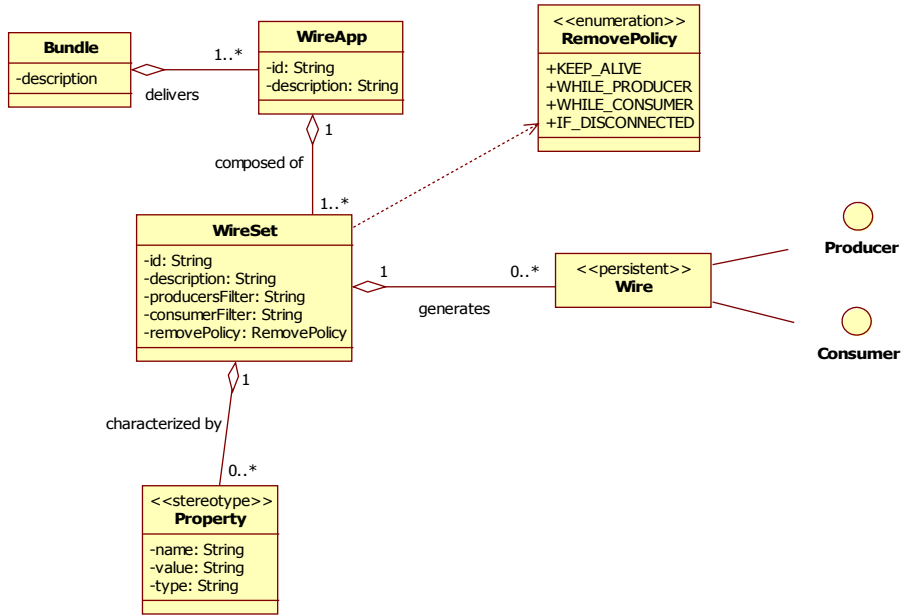 Bundle
-description
delivers
1..*
WireApp
-id: String
-description: String
1
composed of
1..*
<<enumeration>>
RemovePolicy
+KEEP_ALIVE
+WHILE_PRODUCER
+WHILE_CONSUMER
+IF_DISCONNECTED
WireSet
-id: String
-description: String
-producersFilter: String
-consumerFilter: String
-removePolicy: RemovePolicy
1
generates
0..*
<<persistent>>
Wire
Producer
Consumer
1
characterized by
0..*
<<stereotype>>
Property
-name: String
-value: String
-type: String